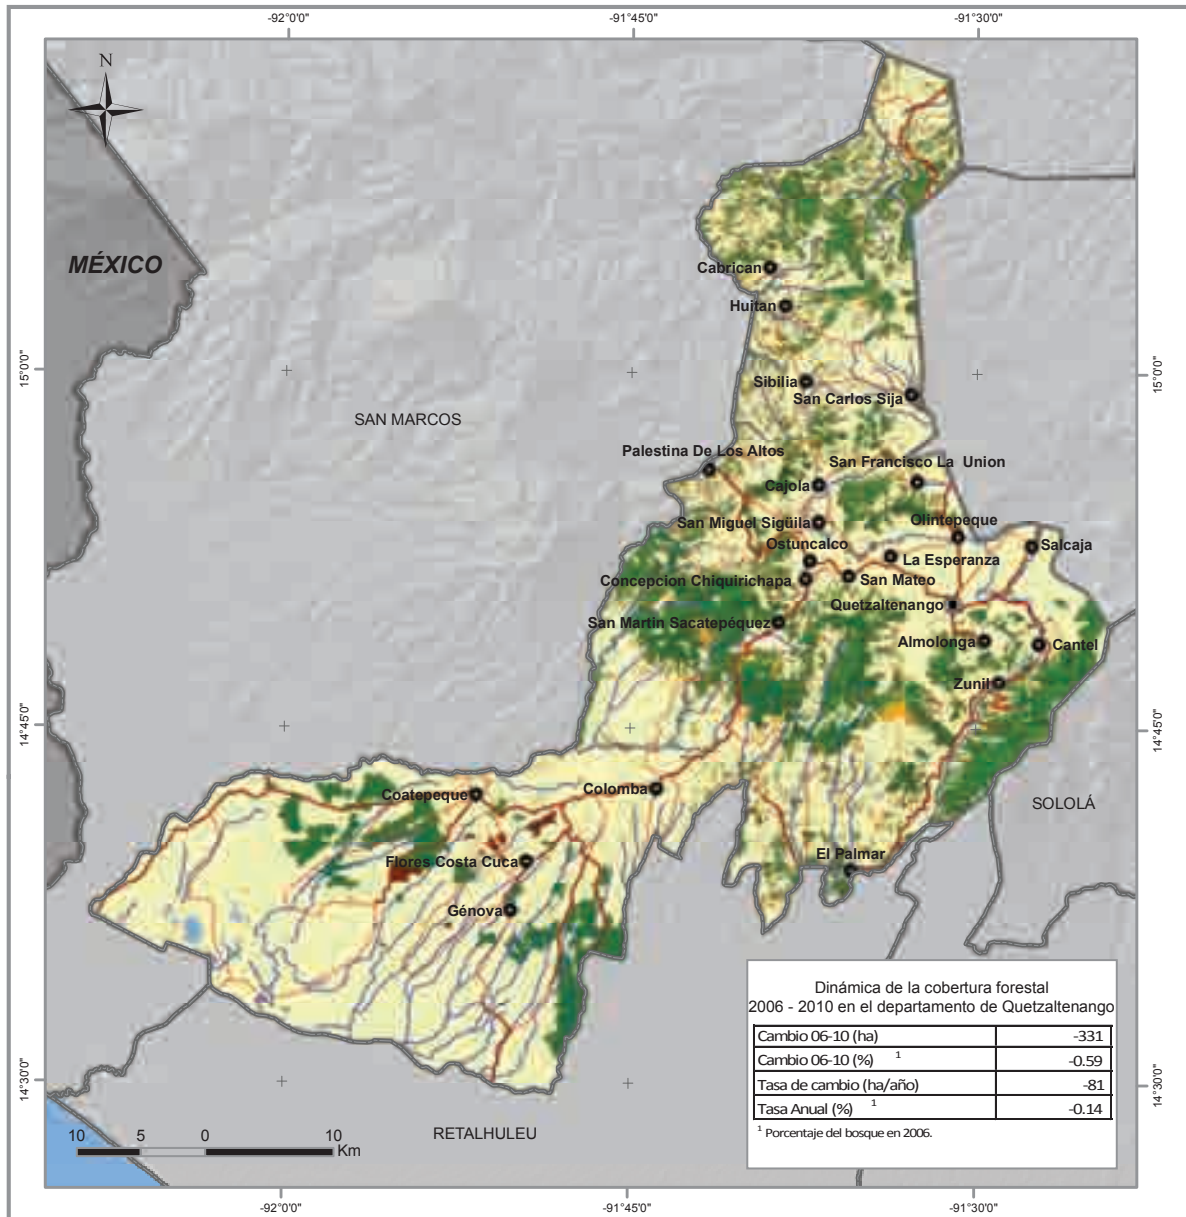 -92°0'0"
-91°45'0"
-91°30'0"
N
MÉXICO
Cabrican
Huitan
15°0'0"
15°0'0"
Sibilia
San Carlos Sija
SAN MARCOS
Palestina De Los Altos
San Francisco La Union
Cajola
San Miguel Sigüila
Olintepeque
Ostuncalco
Salcaja
La Esperanza
Concepcion Chiquirichapa
San Mateo
Quetzaltenango
San Martin Sacatepéquez
Almolonga
Cantel
Zunil
14°45'0"
14°45'0"
Coatepeque
Colomba
SOLOLÁ
Flores Costa Cuca
El Palmar
Génova
Dinámica de la cobertura forestal
2006 - 2010 en el departamento de Quetzaltenango
Cambio 06-10 (ha) -331
Cambio 06-10 (%) 1 -0.59
Tasa de cambio (ha/año) -81
Tasa Anual (%) 1 -0.14
1 Porcentaje del bosque en 2006.
14°30'0"
14°30'0"
RETALHULEU
10 5 0 10
Km
-92°0'0"
-91°45'0"
-91°30'0"